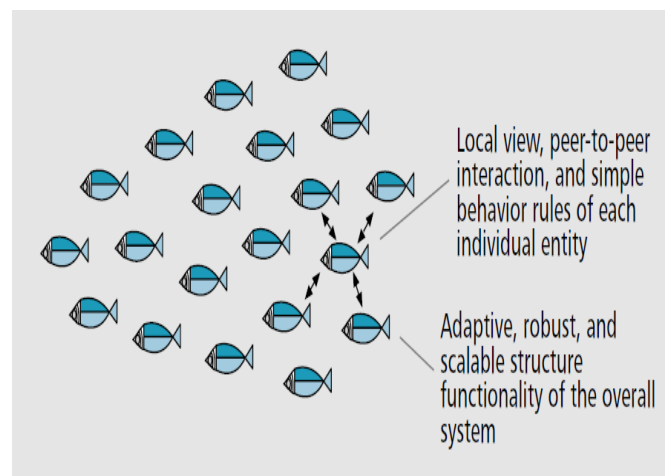 Local view, peer-to-peer
interaction, and simple
behavior rules of each
individual entity
Adaptive, robust, and
scalable structure
functionality of the overall
system